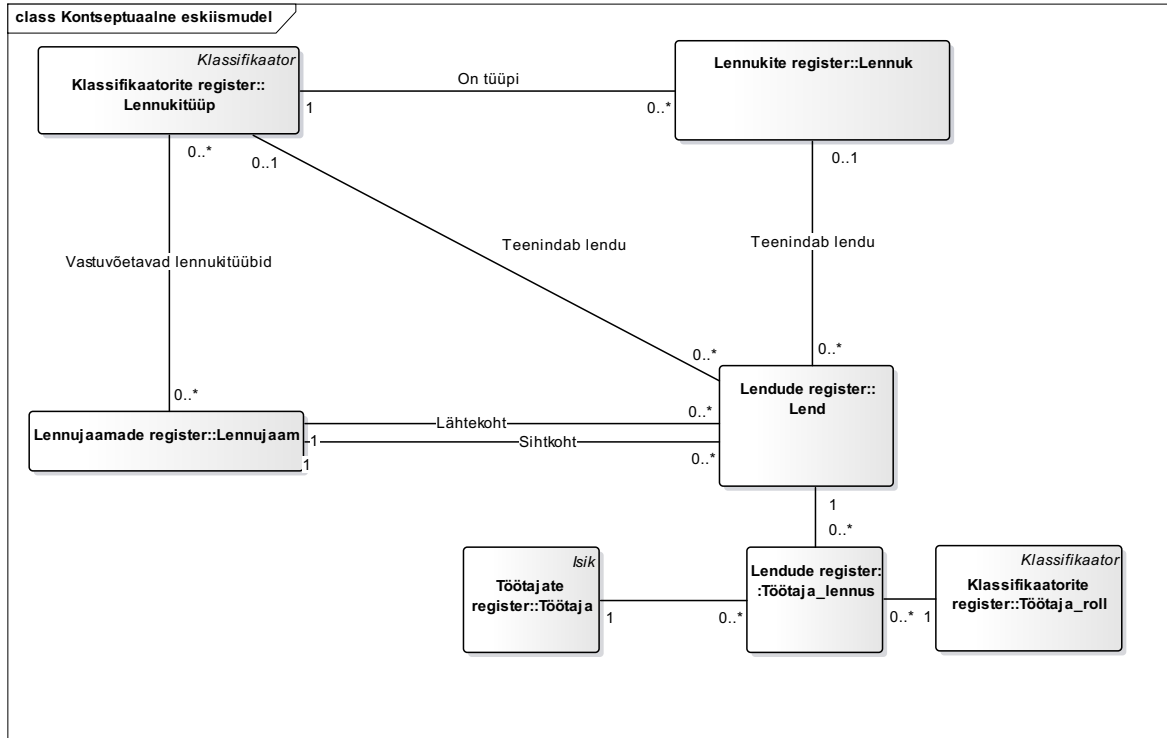 class Kontseptuaalne eskiismudel
Klassifikaator
Klassifikaatorite register::
Lennukitüüp
Lennukite register::Lennuk
On tüüpi
1
0..*
0..*
0..1
0..1
Teenindab lendu
Teenindab lendu
Vastuvõetavad lennukitüübid
0..*
0..*
0..*
Lendude register::
Lend
Lennujaamade register::Lennujaam
Lähtekoht
0..*
1
Sihtkoht
1
0..*
1
0..*
Isik
Töötajate
register::Töötaja
Lendude register:
:Töötaja_lennus
Klassifikaator
Klassifikaatorite
register::Töötaja_roll
1
0..*
0..*
1